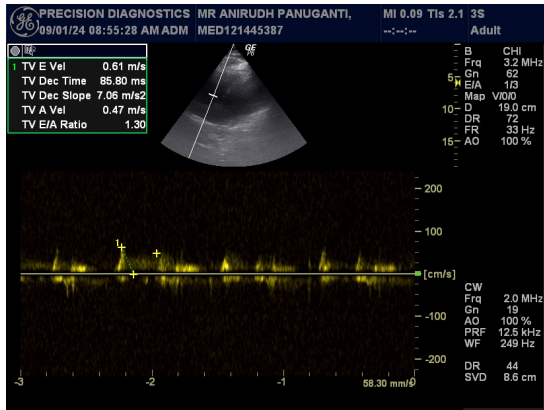 PRECISION DIAGNOSTICS MR ANIRUDH PANUGANTI, MI 0.09 TIs 2.1 3S
09/01/24 08:55:28 AM ADM MED121445387 --:--:-- Adult
1 TV E Vel 0.61 m/s
TV Dec Time 85.80 ms
TV Dec Slope 7.06 m/s2
TV A Vel 0.47 m/s
TV E/A Ratio 1.30
GE
5
10
15
B CHI
Frq 3.2 MHz
Gn 62
E/A 1/3
Map V/0/0
D 19.0 cm
DR 72
FR 33 Hz
AO 100 %
200
100
[cm/s]
-100
-200
1
CW
Frq 2.0 MHz
Gn 19
AO 100 %
PRF 12.5 kHz
WF 249 Hz
DR 44
SVD 8.6 cm
-3 -2 -1 58.30 mm/s 0